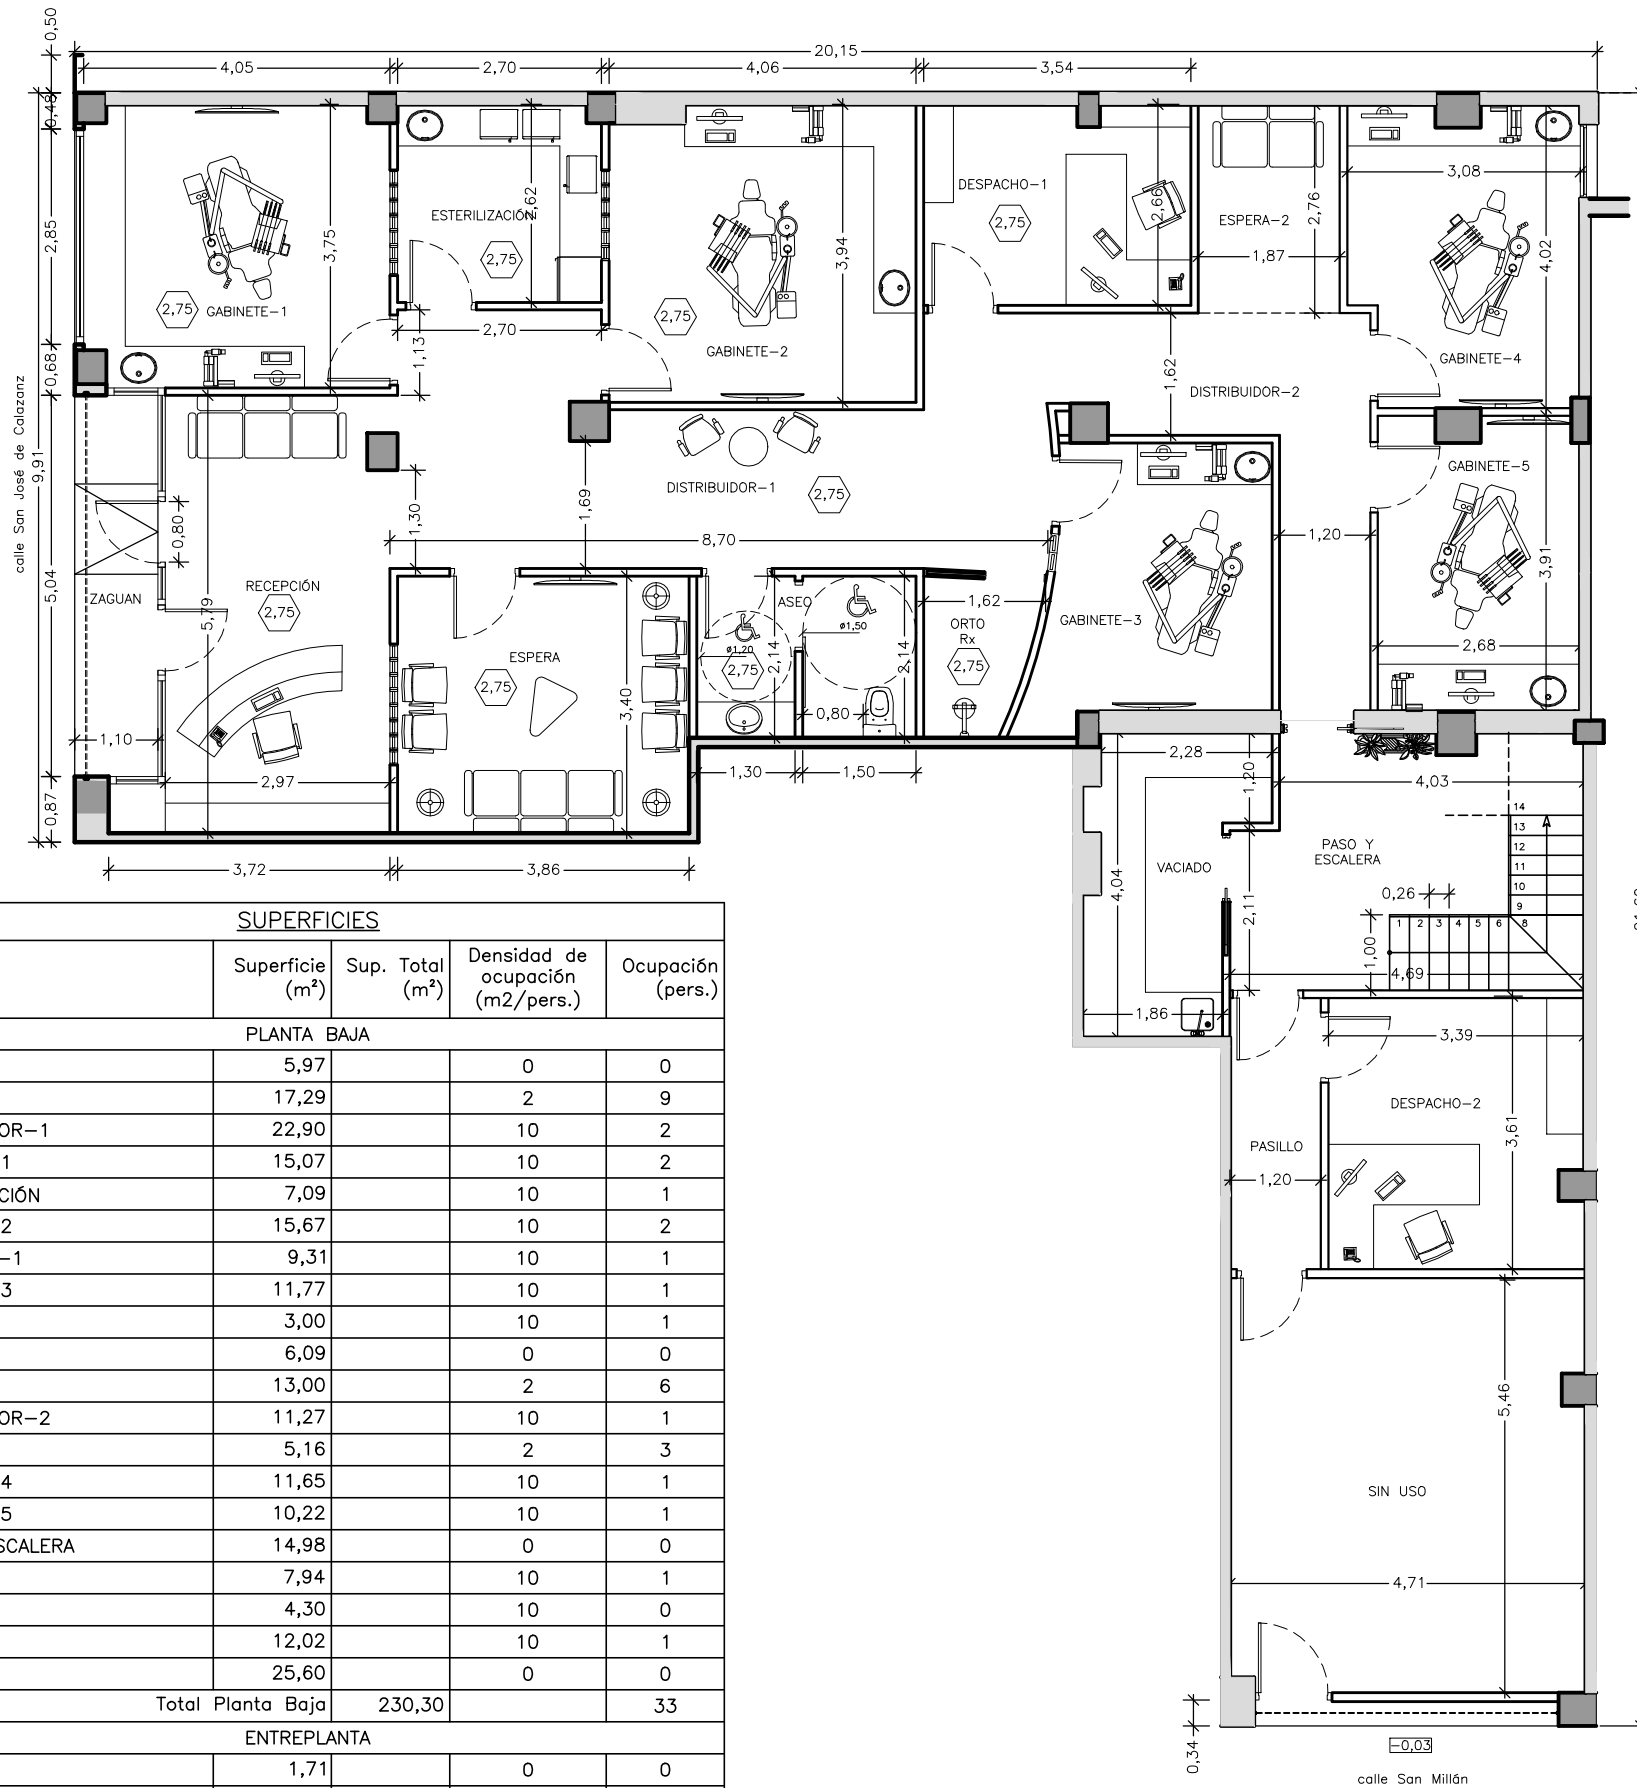 0,50
20,15
4,05
2,70
4,06
3,54
0,48
2,85
0,68
9,91
5,04
0,87
calle San José de Calazanz
3,75
2,75
GABINETE-1
ESTERILIZACIÓN
2,62
2,75
2,70
1,13
3,94
2,75
GABINETE-2
DESPACHO-1
2,75
2,66
ESPERA-2
2,76
1,87
3,08
4,02
GABINETE-4
1,62
DISTRIBUIDOR-2
DISTRIBUIDOR-1
2,75
1,69
1,30
8,70
0,80
ZAGUAN
RECEPCIÓN
2,75
5,79
1,10
2,97
ESPERA
2,75
3,40
ASEO
ø1,20
ø1,50
2,75
2,14
2,14
0,80
1,62
ORTO
Rx
2,75
GABINETE-3
1,20
GABINETE-5
3,91
2,68
1,30
1,50
3,72
3,86
2,28
1,20
4,03
VACIADO
4,04
2,11
1,86
PASO Y
ESCALERA
0,26
1,00
4,69
1 2 3 4 5 6 8
9
10
11
12
13
14
3,39
DESPACHO-2
3,61
PASILLO
1,20
5,46
SIN USO
4,71
0,34
-0,03
calle San Millán
SUPERFICIES
Superficie (m²) Sup. Total (m²) Densidad de ocupación (m2/pers.) Ocupación (pers.)
PLANTA BAJA
5,97 0 0
17,29 2 9
OR-1 22,90 10 2
1 15,07 10 2
CIÓN 7,09 10 1
2 15,67 10 2
-1 9,31 10 1
3 11,77 10 1
3,00 10 1
6,09 0 0
13,00 2 6
OR-2 11,27 10 1
5,16 2 3
4 11,65 10 1
5 10,22 10 1
SCALERA 14,98 0 0
7,94 10 1
4,30 10 0
12,02 10 1
25,60 0 0
Total Planta Baja 230,30 33
ENTREPLANTA
1,71 0 0